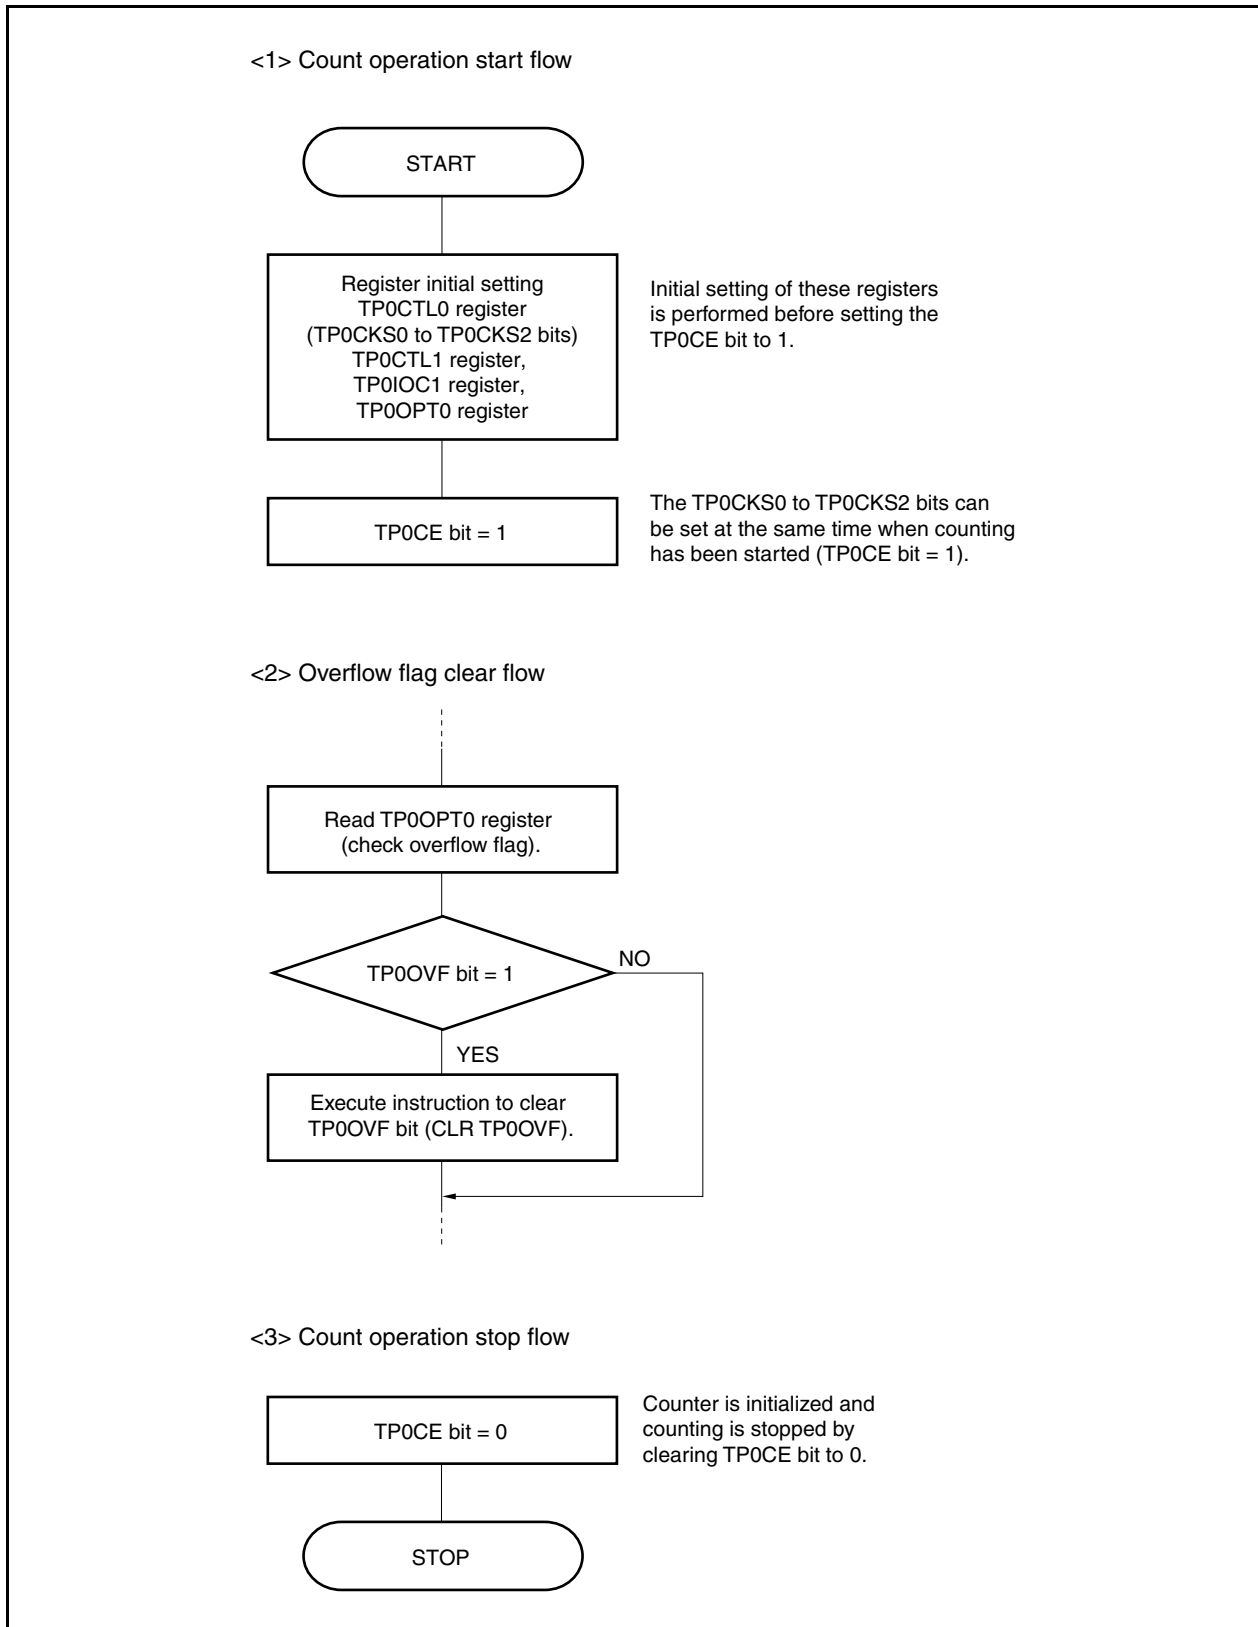 <1> Count operation start flow
START
Register initial setting
TP0CTL0 register
(TP0CKS0 to TP0CKS2 bits)
TP0CTL1 register,
TP0IOC1 register,
TP0OPT0 register
Initial setting of these registers
is performed before setting the
TP0CE bit to 1.
TP0CE bit = 1
The TP0CKS0 to TP0CKS2 bits can
be set at the same time when counting
has been started (TP0CE bit = 1).
<2> Overflow flag clear flow
Read TP0OPT0 register
(check overflow flag).
TP0OVF bit = 1
NO
YES
Execute instruction to clear
TP0OVF bit (CLR TP0OVF).
<3> Count operation stop flow
TP0CE bit = 0
Counter is initialized and
counting is stopped by
clearing TP0CE bit to 0.
STOP